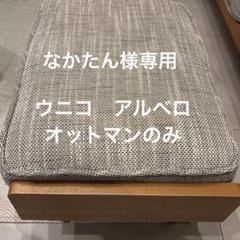 なかたん様専用
ウニコ　アルベロ
オットマンのみ